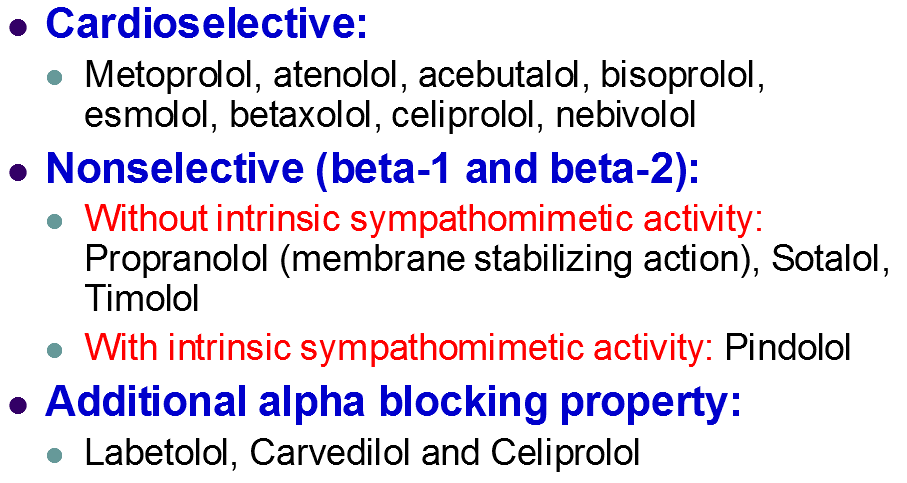 Cardioselective:
Metoprolol, atenolol, acebutalol, bisoprolol,
esmolol, betaxolol, celiprolol, nebivolol
Nonselective (beta-1 and beta-2):
Without intrinsic sympathomimetic activity:
Propranolol (membrane stabilizing action), Sotalol,
Timolol
With intrinsic sympathomimetic activity: Pindolol
Additional alpha blocking property:
Labetolol, Carvedilol and Celiprolol